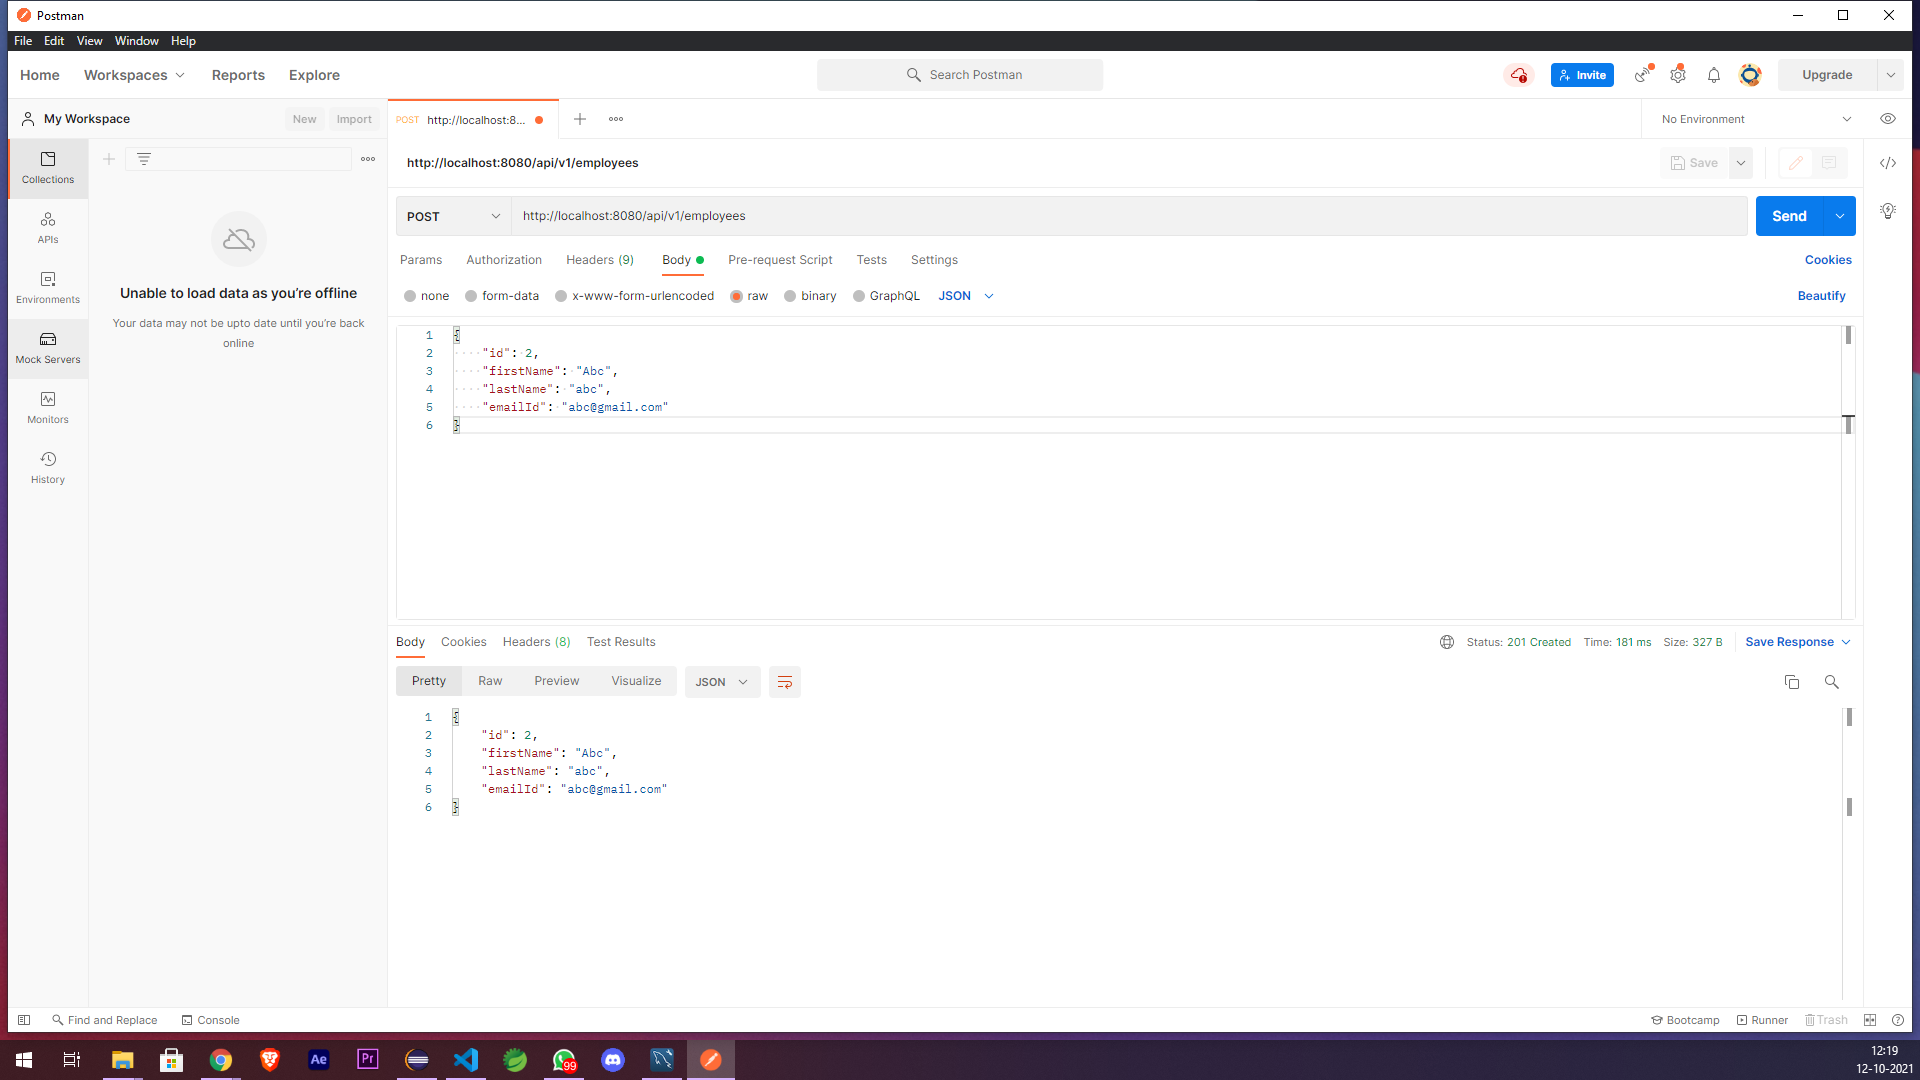 Postman
File Edit View Window Help
Home Workspaces Reports Explore Search Postman Invite Upgrade
My Workspace New Import POST http://localhost:8... No Environment
Collections
APIs
Environments
Mock Servers
Monitors
History
Unable to load data as you're offline
Your data may not be upto date until you're back
online
http://localhost:8080/api/v1/employees Save
POST http://localhost:8080/api/v1/employees Send
Params Authorization Headers (9) Body Pre-request Script Tests Settings Cookies
none form-data x-www-form-urlencoded raw binary GraphQL JSON Beautify
1 {
2 "id": 2,
3 "firstName": "Abc",
4 "lastName": "abc",
5 "emailId": "abc@gmail.com"
6 }
Body Cookies Headers (8) Test Results Status: 201 Created Time: 181 ms Size: 327 B Save Response
Pretty Raw Preview Visualize JSON
1 {
2 "id": 2,
3 "firstName": "Abc",
4 "lastName": "abc",
5 "emailId": "abc@gmail.com"
6 }
Find and Replace Console Bootcamp Runner Trash
Ae Pr 99
12:19
12-10-2021